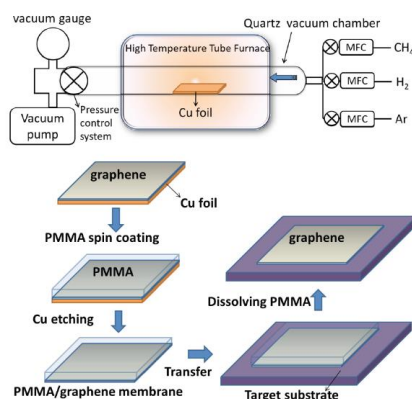 vacuum gauge
Quartz vacuum chamber
High Temperature Tube Furnace
MFC
CH₄
MFC
H₂
MFC
Ar
Cu foil
Pressure
control
system
Vacuum
pump
graphene
Cu foil
PMMA spin coating
PMMA
Cu etching
PMMA/graphene membrane
Transfer
graphene
Dissolving PMMA
Target substrate